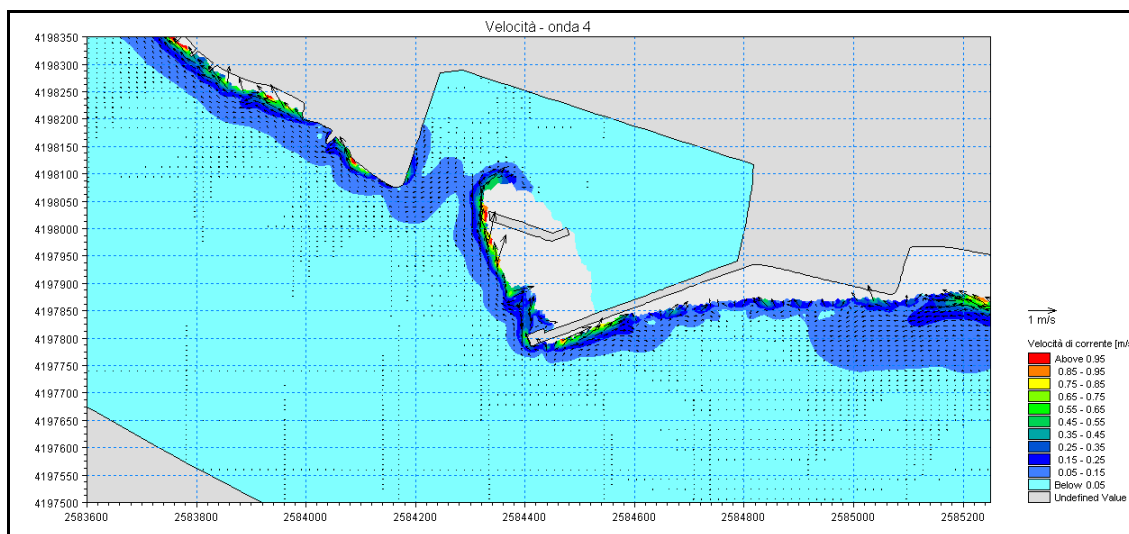 Velocità - onda 4
4198350
4198300
4198250
4198200
4198150
4198100
4198050
4198000
4197950
4197900
4197850
4197800
4197750
4197700
4197650
4197600
4197550
4197500
2583600 2583800 2584000 2584200 2584400 2584600 2584800 2585000 2585200
1 m/s
Velocità di corrente [m/s
Above 0.95
0.85 - 0.95
0.75 - 0.85
0.65 - 0.75
0.55 - 0.65
0.45 - 0.55
0.35 - 0.45
0.25 - 0.35
0.15 - 0.25
0.05 - 0.15
Below 0.05
Undefined Value